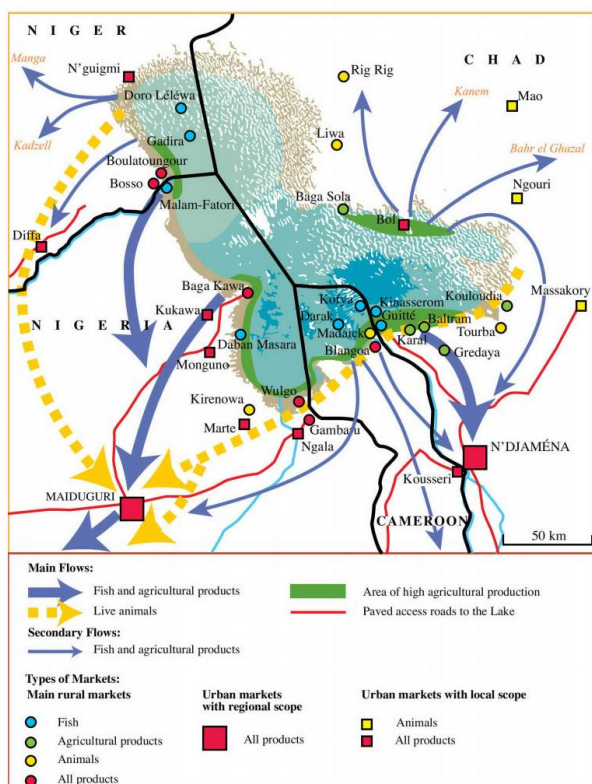 N I G E R
C H A D
Manga
N'guigmi
Rig Rig
Kanem
Mao
Doro Léléwa
Gadira
Kadzell
Liwa
Bahr el Ghazal
Boulatoungour
Bosso
Malam-Fatori
Ngouri
Baga Sola
Bol
Diffa
Baga Kawa
Kukawa
N I G E R I A
Kofya
Kinasserom
Kouloudia
Massakory
Darak
Guitté
Baltram
Madaïck
Karal
Tourba
Daban Masara
Monguno
Blangoa
Gredaya
Kirenowa
Wulgo
Marte
Gambaru
Ngala
N'DJAMÉNA
Kousseri
MAIDUGURI
CAMEROON
50 km
Main Flows:
Fish and agricultural products
Area of high agricultural production
Live animals
Paved access roads to the Lake
Secondary Flows:
Fish and agricultural products
Types of Markets:
Main rural markets
Urban markets
with regional scope
Urban markets with local scope
Fish
All products
Animals
Agricultural products
All products
Animals
All products